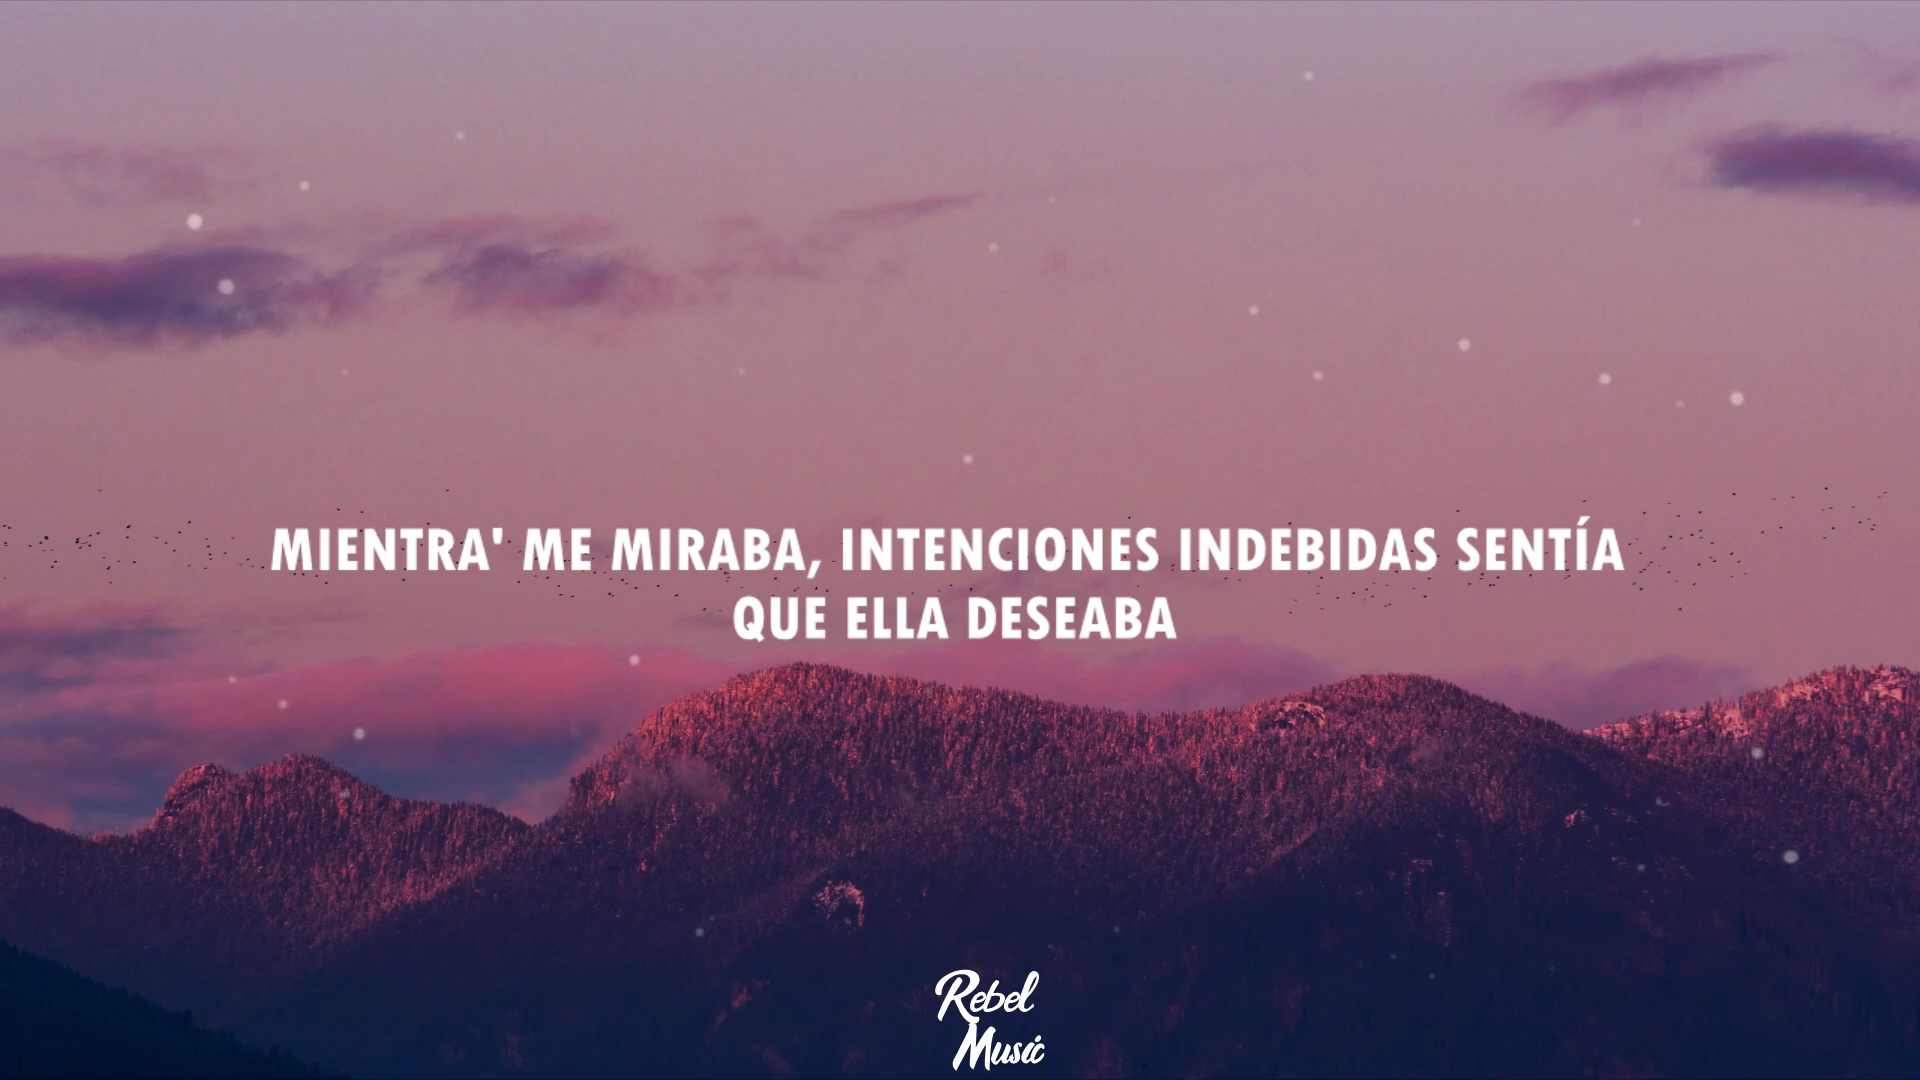 MIENTRA' ME MIRABA, INTENCIONES INDEBIDAS SENTÍA
QUE ELLA DESEABA
Rebel
Music